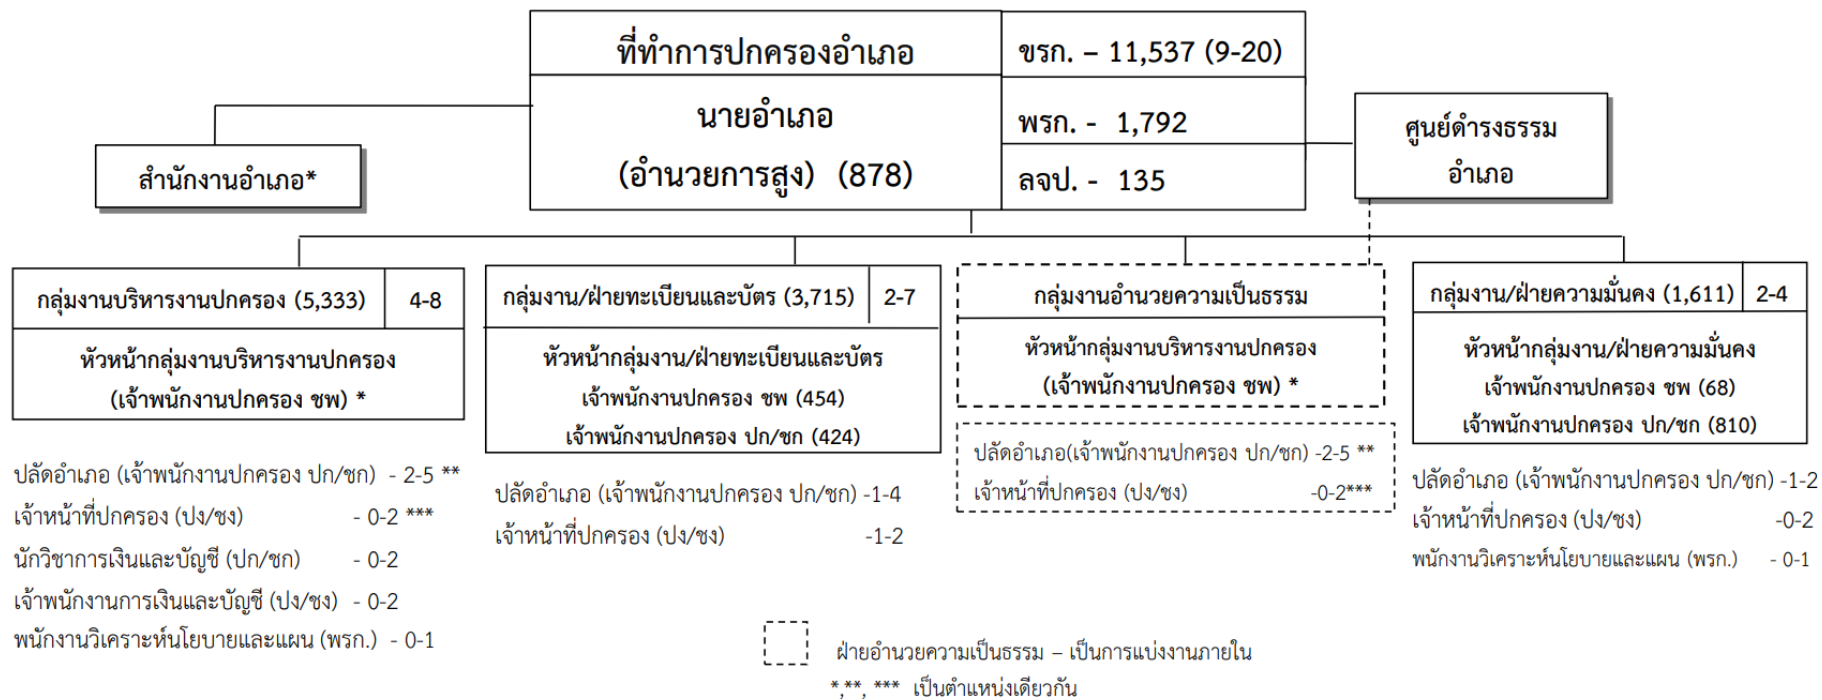 ที่ทำการปกครองอำเภอ
ขรก. – 11,537 (9-20)
นายอำเภอ
(อำนวยการสูง) (878)
พรก. - 1,792
ลจป. - 135
สำนักงานอำเภอ*
ศูนย์ดำรงธรรม
อำเภอ
กลุ่มงานบริหารงานปกครอง (5,333)
4-8
หัวหน้ากลุ่มงานบริหารงานปกครอง
(เจ้าพนักงานปกครอง ชพ) *
ปลัดอำเภอ (เจ้าพนักงานปกครอง ปก/ชก) - 2-5 **
เจ้าหน้าที่ปกครอง (ปง/ชง) - 0-2 ***
นักวิชาการเงินและบัญชี (ปก/ชก) - 0-2
เจ้าพนักงานการเงินและบัญชี (ปง/ชง) - 0-2
พนักงานวิเคราะห์นโยบายและแผน (พรก.) - 0-1
กลุ่มงาน/ฝ่ายทะเบียนและบัตร (3,715)
2-7
หัวหน้ากลุ่มงาน/ฝ่ายทะเบียนและบัตร
เจ้าพนักงานปกครอง ชพ (454)
เจ้าพนักงานปกครอง ปก/ชก (424)
ปลัดอำเภอ (เจ้าพนักงานปกครอง ปก/ชก) -1-4
เจ้าหน้าที่ปกครอง (ปง/ชง) -1-2
กลุ่มงานอำนวยความเป็นธรรม
หัวหน้ากลุ่มงานบริหารงานปกครอง
(เจ้าพนักงานปกครอง ชพ) *
ปลัดอำเภอ(เจ้าพนักงานปกครอง ปก/ชก) -2-5 **
เจ้าหน้าที่ปกครอง (ปง/ชง) -0-2***
กลุ่มงาน/ฝ่ายความมั่นคง (1,611)
2-4
หัวหน้ากลุ่มงาน/ฝ่ายความมั่นคง
เจ้าพนักงานปกครอง ชพ (68)
เจ้าพนักงานปกครอง ปก/ชก (810)
ปลัดอำเภอ (เจ้าพนักงานปกครอง ปก/ชก) -1-2
เจ้าหน้าที่ปกครอง (ปง/ชง) -0-2
พนักงานวิเคราะห์นโยบายและแผน (พรก.) - 0-1
ฝ่ายอำนวยความเป็นธรรม – เป็นการแบ่งงานภายใน
*,**, *** เป็นตำแหน่งเดียวกัน